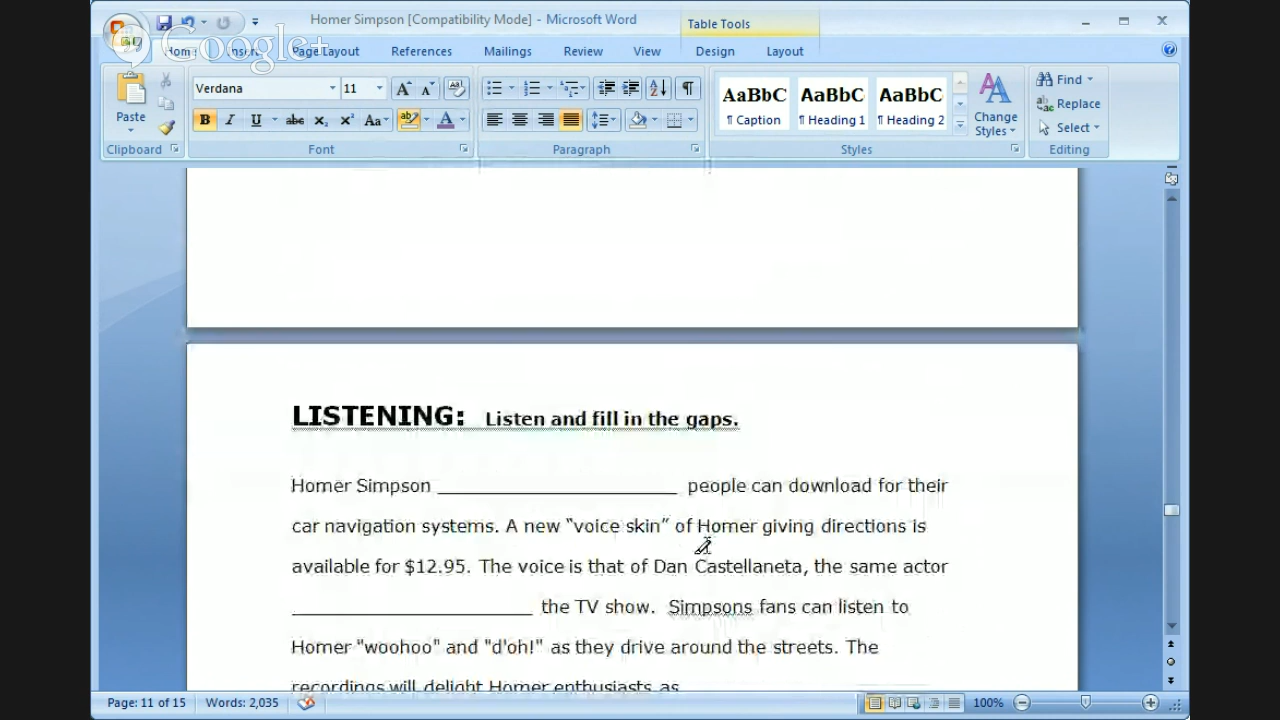 Homer Simpson [Compatibility Mode] - Microsoft Word
Table Tools
Google+
Home Insert Page Layout References Mailings Review View Design Layout
Paste
Verdana 11
AaBbC AaBbC AaBbC
¶ Caption ¶ Heading 1 ¶ Heading 2
Change Styles
Find
Replace
Select
Clipboard Font Paragraph Styles Editing
LISTENING: Listen and fill in the gaps.
Homer Simpson ________________________ people can download for their
car navigation systems. A new “voice skin” of Homer giving directions is
available for $12.95. The voice is that of Dan Castellaneta, the same actor
________________________ the TV show. Simpsons fans can listen to
Homer "woohoo" and "d'oh!" as they drive around the streets. The
recordings will delight Homer enthusiasts as
Page: 11 of 15 Words: 2,035 100%